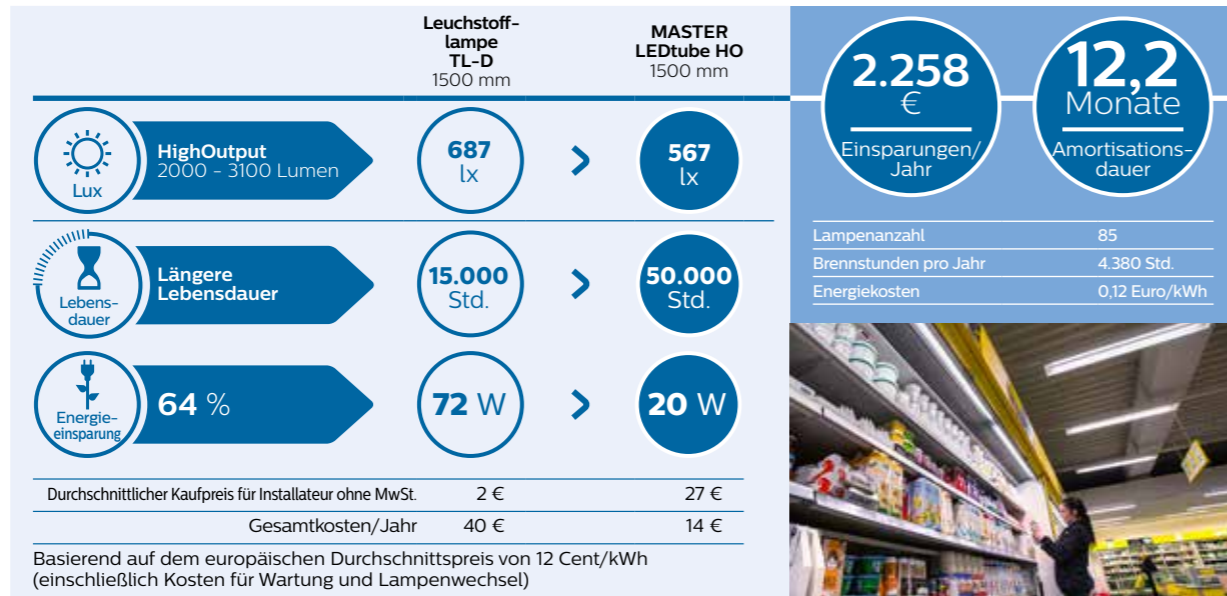 Leuchstoff-
lampe
TL-D
1500 mm
MASTER
LEDtube HO
1500 mm
Lux
HighOutput
2000 - 3100 Lumen
687
lx
>
567
lx
Lebens-
dauer
Längere
Lebensdauer
15.000
Std.
>
50.000
Std.
Energie-
einsparung
64 %
72 W
>
20 W
Durchschnittlicher Kaufpreis für Installateur ohne MwSt. 2 € 27 €
Gesamtkosten/Jahr 40 € 14 €
Basierend auf dem europäischen Durchschnittspreis von 12 Cent/kWh
(einschließlich Kosten für Wartung und Lampenwechsel)
2.258
€
Einsparungen/
Jahr
12,2
Monate
Amortisations-
dauer
Lampenanzahl 85
Brennstunden pro Jahr 4.380 Std.
Energiekosten 0,12 Euro/kWh